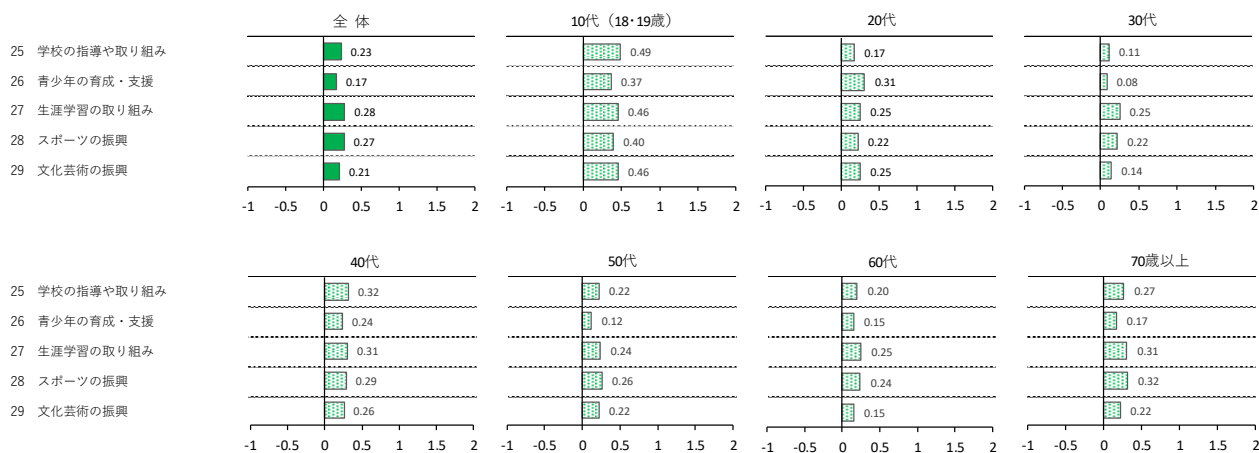 全 体
10代（18・19歳）
20代
30代
25 学校の指導や取り組み 0.23 0.49 0.17 0.11
26 青少年の育成・支援 0.17 0.37 0.31 0.08
27 生涯学習の取り組み 0.28 0.46 0.25 0.25
28 スポーツの振興 0.27 0.40 0.22 0.22
29 文化芸術の振興 0.21 0.46 0.25 0.14
-1 -0.5 0 0.5 1 1.5 2 -1 -0.5 0 0.5 1 1.5 2 -1 -0.5 0 0.5 1 1.5 2 -1 -0.5 0 0.5 1 1.5 2
40代
50代
60代
70歳以上
25 学校の指導や取り組み 0.32 0.22 0.20 0.27
26 青少年の育成・支援 0.24 0.12 0.15 0.17
27 生涯学習の取り組み 0.31 0.24 0.25 0.31
28 スポーツの振興 0.29 0.26 0.24 0.32
29 文化芸術の振興 0.26 0.22 0.15 0.22
-1 -0.5 0 0.5 1 1.5 2 -1 -0.5 0 0.5 1 1.5 2 -1 -0.5 0 0.5 1 1.5 2 -1 -0.5 0 0.5 1 1.5 2